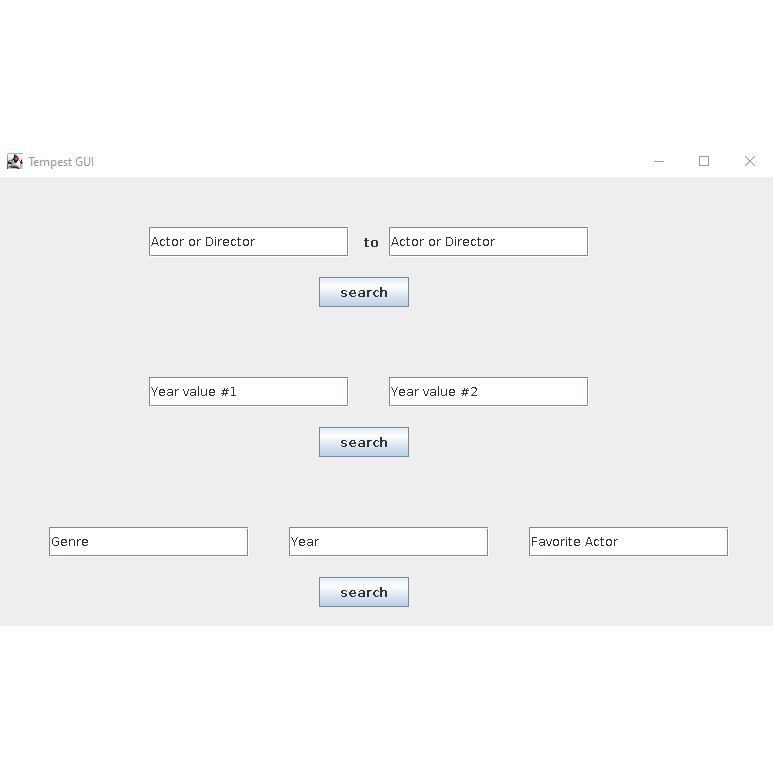 Tempest GUI
Actor or Director to Actor or Director
search
Year value #1 Year value #2
search
Genre Year Favorite Actor
search